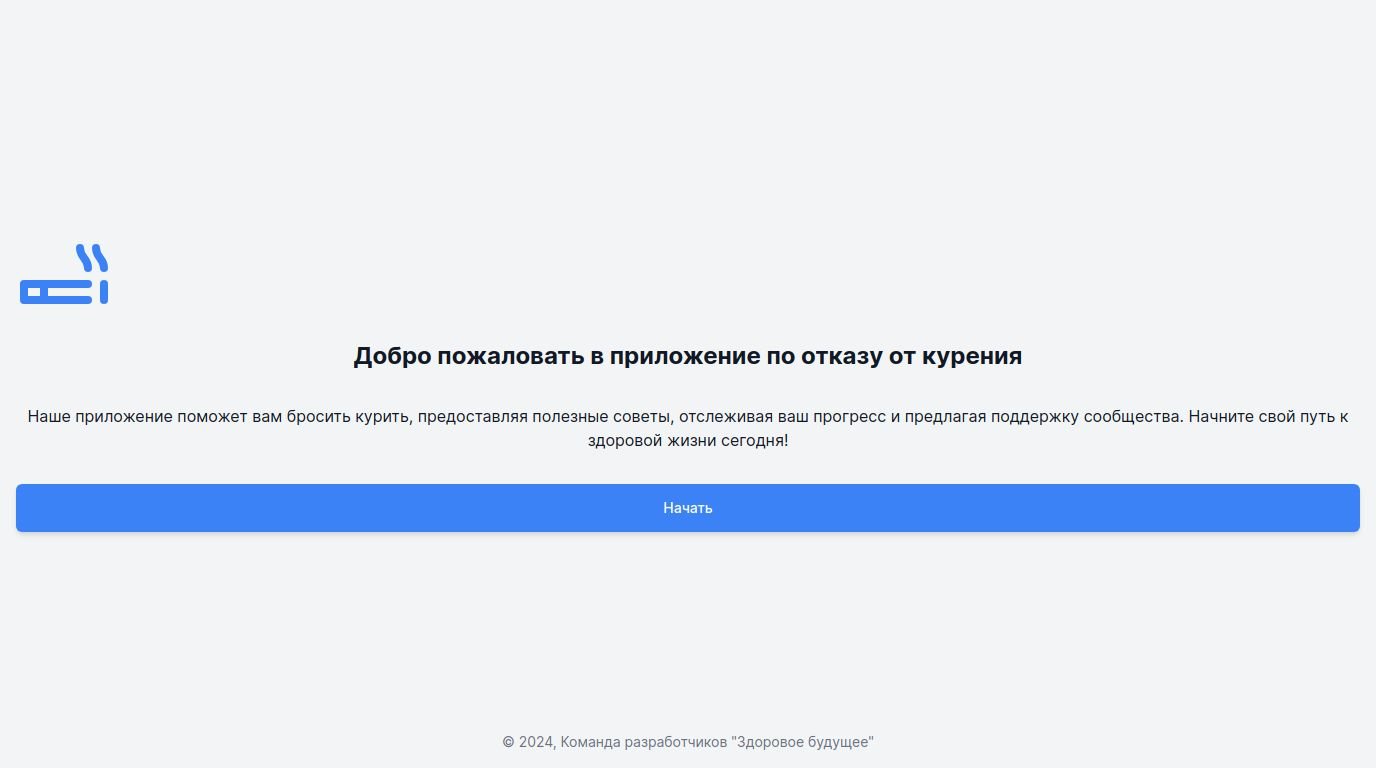 Добро пожаловать в приложение по отказу от курения
Наше приложение поможет вам бросить курить, предоставляя полезные советы, отслеживая ваш прогресс и предлагая поддержку сообщества. Начните свой путь к
здоровой жизни сегодня!
Начать
© 2024, Команда разработчиков "Здоровое будущее"